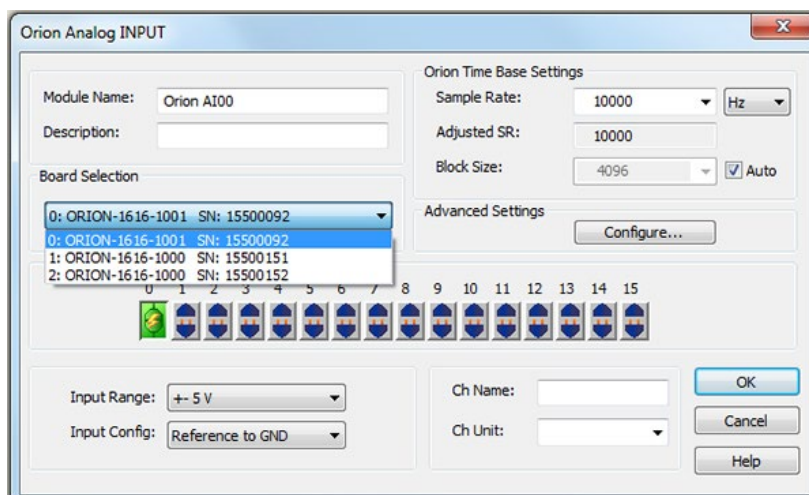 Orion Analog INPUT
Module Name: Orion AI00
Description:
Orion Time Base Settings
Sample Rate: 10000 Hz
Adjusted SR: 10000
Block Size: 4096 Auto
Board Selection
0: ORION-1616-1001 SN: 15500092
0: ORION-1616-1001 SN: 15500092
1: ORION-1616-1000 SN: 15500151
2: ORION-1616-1000 SN: 15500152
Advanced Settings
Configure...
0 1 2 3 4 5 6 7 8 9 10 11 12 13 14 15
Input Range: +- 5 V
Input Config: Reference to GND
Ch Name:
Ch Unit:
OK
Cancel
Help